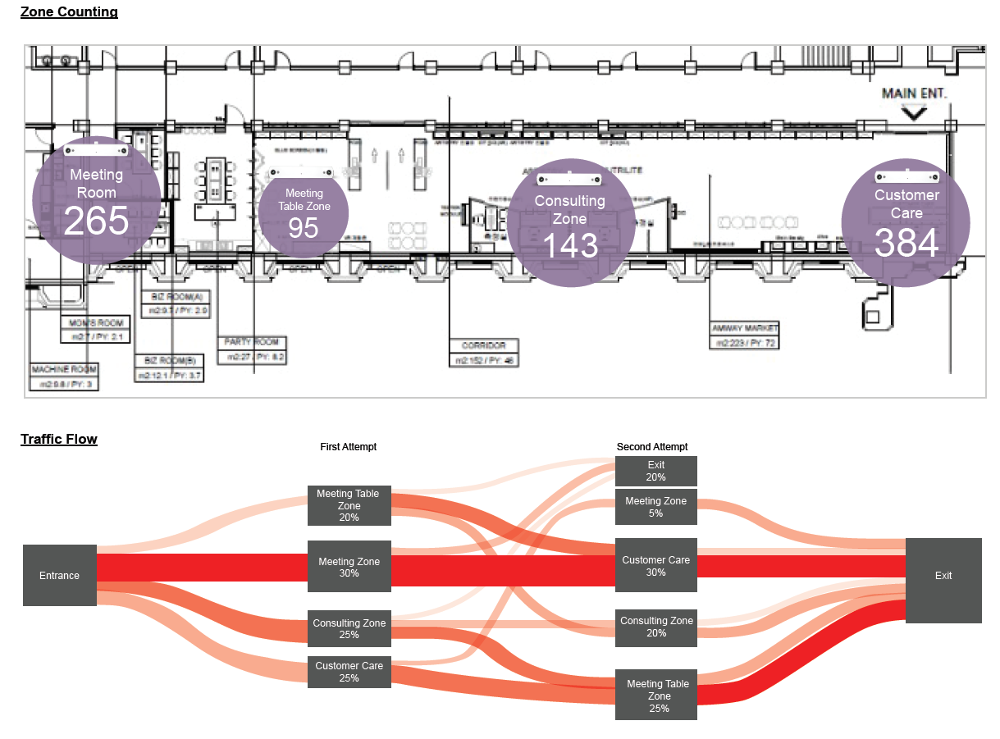 Zone Counting
MAIN ENT.
Meeting
Room
265
Meeting
Table Zone
95
Consulting
Zone
143
Customer
Care
384
OPEN
OPEN
OPEN
OPEN
BIZ ROOM(A)
m2:9.7 / PY: 2.9
MOM'S ROOM
m2:7 / PY: 2.1
PARTY ROOM
m2:27 / PY: 8.2
BIZ ROOM(B)
m2:12.1 / PY: 3.7
MACHINE ROOM
m2:9.8 / PY: 3
CORRIDOR
m2:152 / PY: 46
AMWAY MARKET
m2:223 / PY: 72
Traffic Flow
First Attempt
Second Attempt
Entrance
Meeting Table
Zone
20%
Meeting Zone
30%
Consulting Zone
25%
Customer Care
25%
Exit
20%
Meeting Zone
5%
Customer Care
30%
Consulting Zone
20%
Meeting Table
Zone
25%
Exit